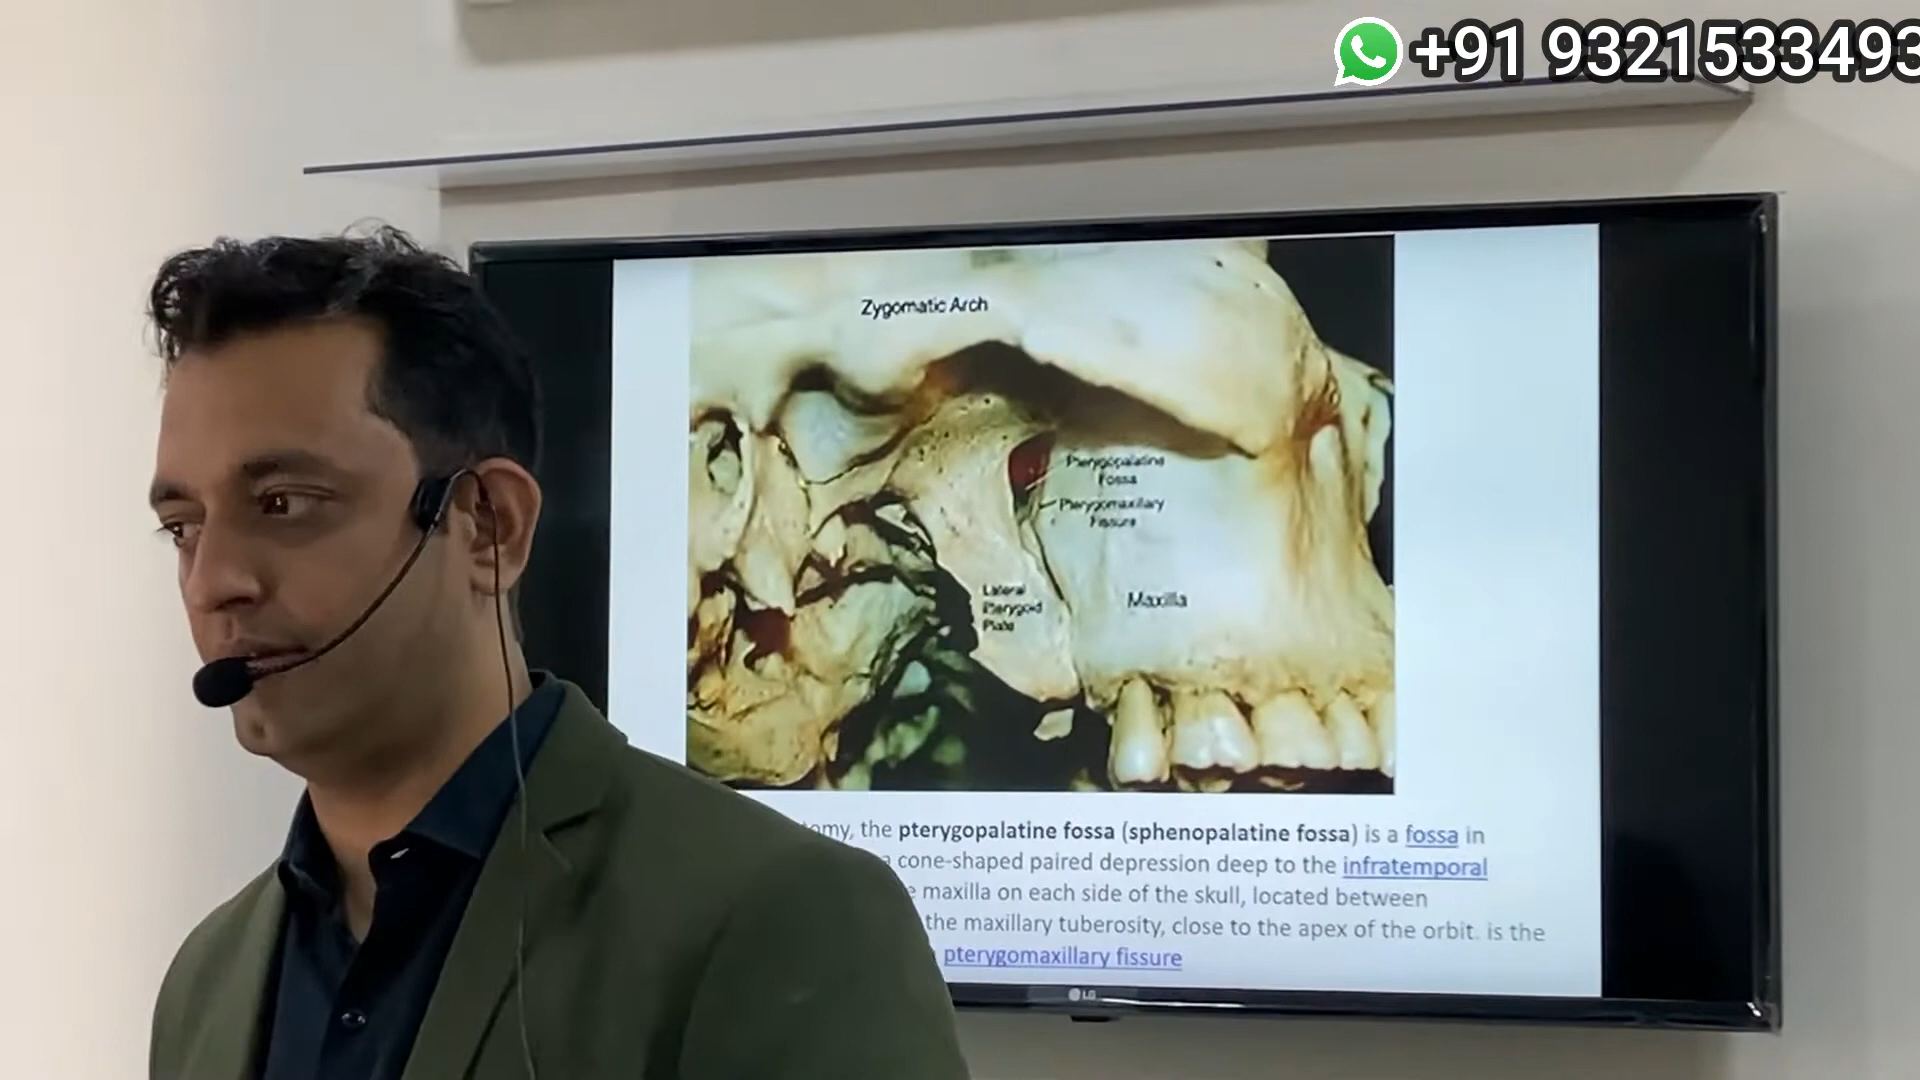 +91 9321533493
Zygomatic Arch
Pterygopalatine
Fossa
Pterygomaxillary
Fissure
Lateral
Pterygoid
Plate
Maxilla
the pterygopalatine fossa (sphenopalatine fossa) is a fossa in
cone-shaped paired depression deep to the infratemporal
maxilla on each side of the skull, located between
the maxillary tuberosity, close to the apex of the orbit. is the
pterygomaxillary fissure
LG